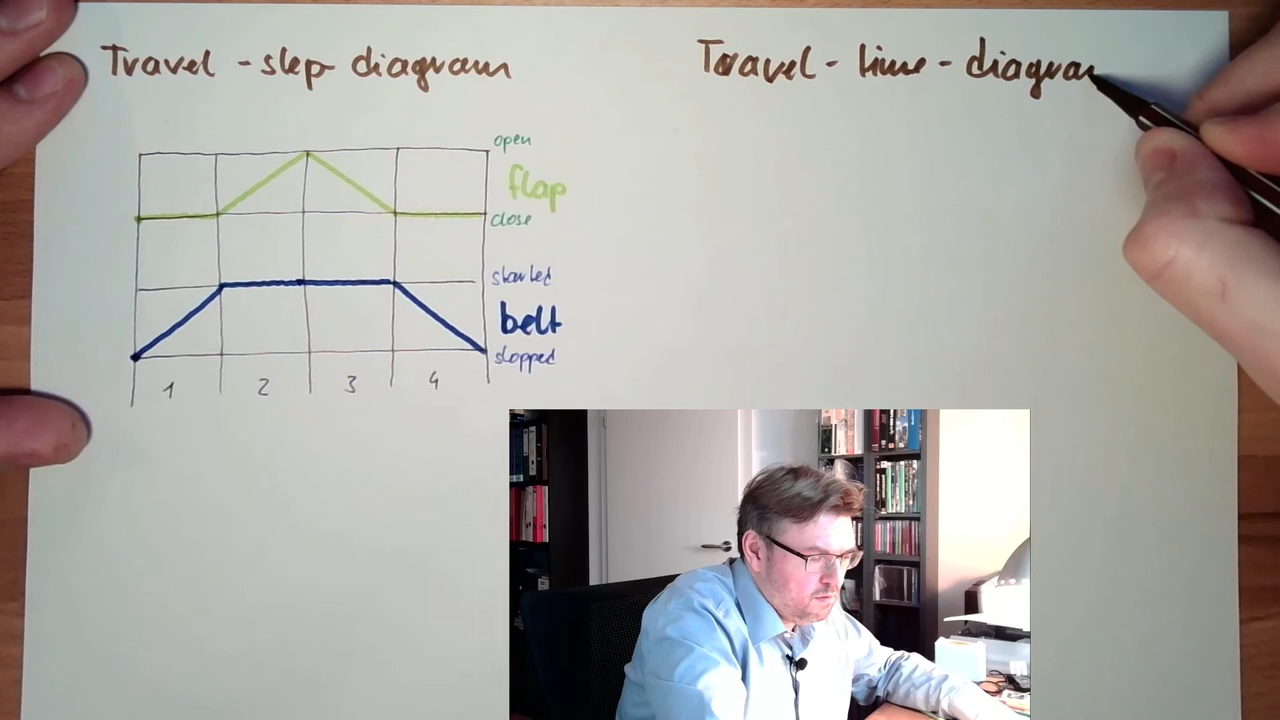 Travel - step diagram
Travel - time - diagram
open
flap
close
started
belt
stopped
1 2 3 4